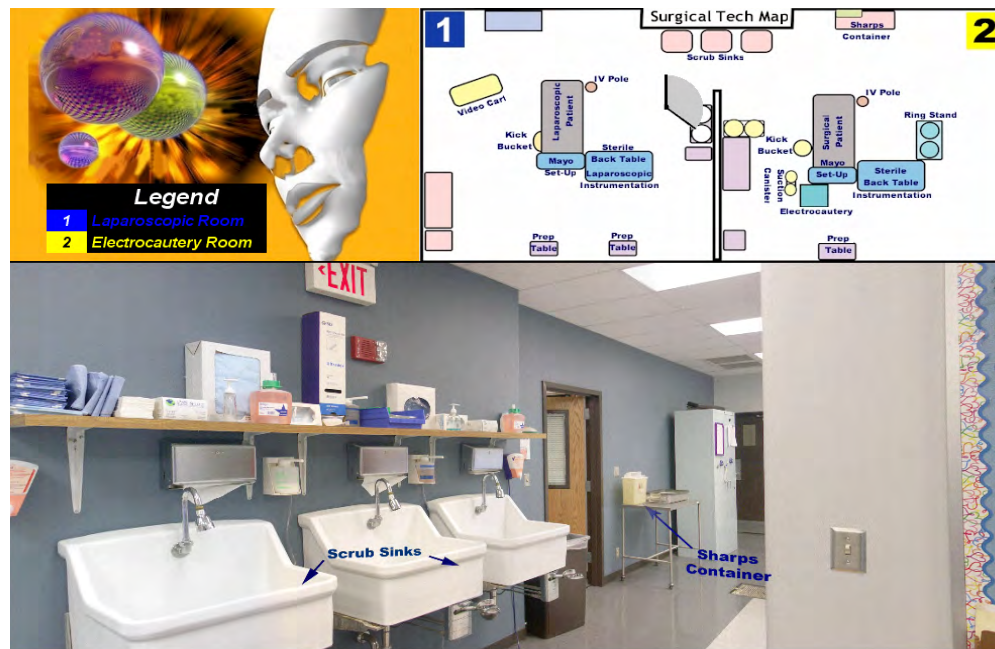 Legend
1 Laparoscopic Room
2 Electrocautery Room
1
Surgical Tech Map
2
Scrub Sinks
Sharps
Container
Video Cart
Laparoscopic
Patient
IV Pole
Kick
Bucket
Mayo
Set-Up
Sterile
Back Table
Laparoscopic
Instrumentation
Prep
Table
Prep
Table
Surgical
Patient
IV Pole
Ring Stand
Kick
Bucket
Suction
Canister
Mayo
Set-Up
Electrocautery
Sterile
Back Table
Instrumentation
Prep
Table
<EXIT
Scrub Sinks
Sharps
Container